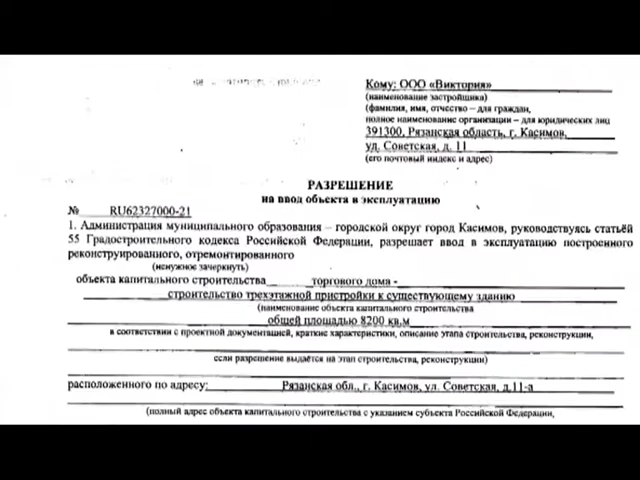 Кому: ООО «Виктория»
(наименование застройщика)
(фамилия, имя, отчество – для граждан,
полное наименование организации – для юридических лиц
391300, Рязанская область, г. Касимов,
ул. Советская, д. 11
(его почтовый индекс и адрес)
РАЗРЕШЕНИЕ
на ввод объекта в эксплуатацию
№ RU62327000-21
1. Администрация муниципального образования – городской округ город Касимов, руководствуясь статьёй
55 Градостроительного кодекса Российской Федерации, разрешает ввод в эксплуатацию построенного
реконструированного, отремонтированного
(ненужное зачеркнуть)
объекта капитального строительства торгового дома -
строительство трехэтажной пристройки к существующему зданию
(наименование объекта капитального строительства
общей площадью 8200 кв.м
в соответствии с проектной документацией, краткие характеристики, описание этапа строительства, реконструкции,
если разрешение выдаётся на этап строительства, реконструкции)
расположенного по адресу: Рязанская обл., г. Касимов, ул. Советская, д.11-а
(полный адрес объекта капитального строительства с указанием субъекта Российской Федерации,